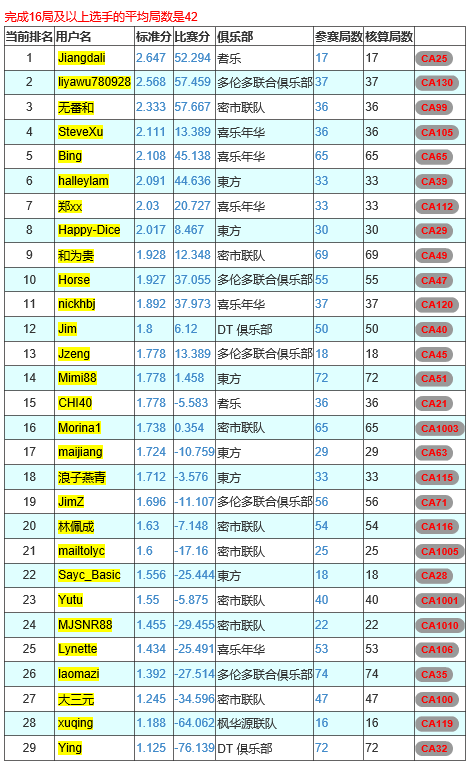 完成16局及以上选手的平均局数是42
当前排名 用户名 标准分 比赛分 俱乐部 参赛局数 核算局数
1 Jiangdali 2.647 52.294 耆乐 17 17 CA25
2 liyawu780928 2.568 57.459 多伦多联合俱乐部 37 37 CA130
3 无番和 2.333 57.667 密市联队 36 36 CA99
4 SteveXu 2.111 13.389 喜乐年华 36 36 CA105
5 Bing 2.108 45.138 喜乐年华 65 65 CA65
6 halleylam 2.091 44.636 東方 33 33 CA39
7 郑xx 2.03 20.727 喜乐年华 33 33 CA112
8 Happy-Dice 2.017 8.467 東方 30 30 CA29
9 和为贵 1.928 12.348 密市联队 69 69 CA49
10 Horse 1.927 37.055 多伦多联合俱乐部 55 55 CA47
11 nickhbj 1.892 37.973 喜乐年华 37 37 CA120
12 Jim 1.8 6.12 DT 俱乐部 50 50 CA40
13 Jzeng 1.778 13.389 多伦多联合俱乐部 18 18 CA45
14 Mimi88 1.778 1.458 東方 72 72 CA51
15 CHI40 1.778 -5.583 耆乐 36 36 CA21
16 Morina1 1.738 0.354 密市联队 65 65 CA1003
17 maijiang 1.724 -10.759 東方 29 29 CA63
18 浪子燕青 1.712 -3.576 東方 33 33 CA115
19 JimZ 1.696 -11.107 多伦多联合俱乐部 56 56 CA71
20 林佩成 1.63 -7.148 密市联队 54 54 CA116
21 mailtolyc 1.6 -17.16 密市联队 25 25 CA1005
22 Sayc_Basic 1.556 -25.444 東方 18 18 CA28
23 Yutu 1.55 -5.875 密市联队 40 40 CA1001
24 MJSNR88 1.455 -29.455 密市联队 22 22 CA1010
25 Lynette 1.434 -25.491 喜乐年华 53 53 CA106
26 laomazi 1.392 -27.514 多伦多联合俱乐部 74 74 CA35
27 大三元 1.245 -34.596 密市联队 47 47 CA100
28 xuqing 1.188 -64.062 枫华源联队 16 16 CA119
29 Ying 1.125 -76.139 DT 俱乐部 72 72 CA32